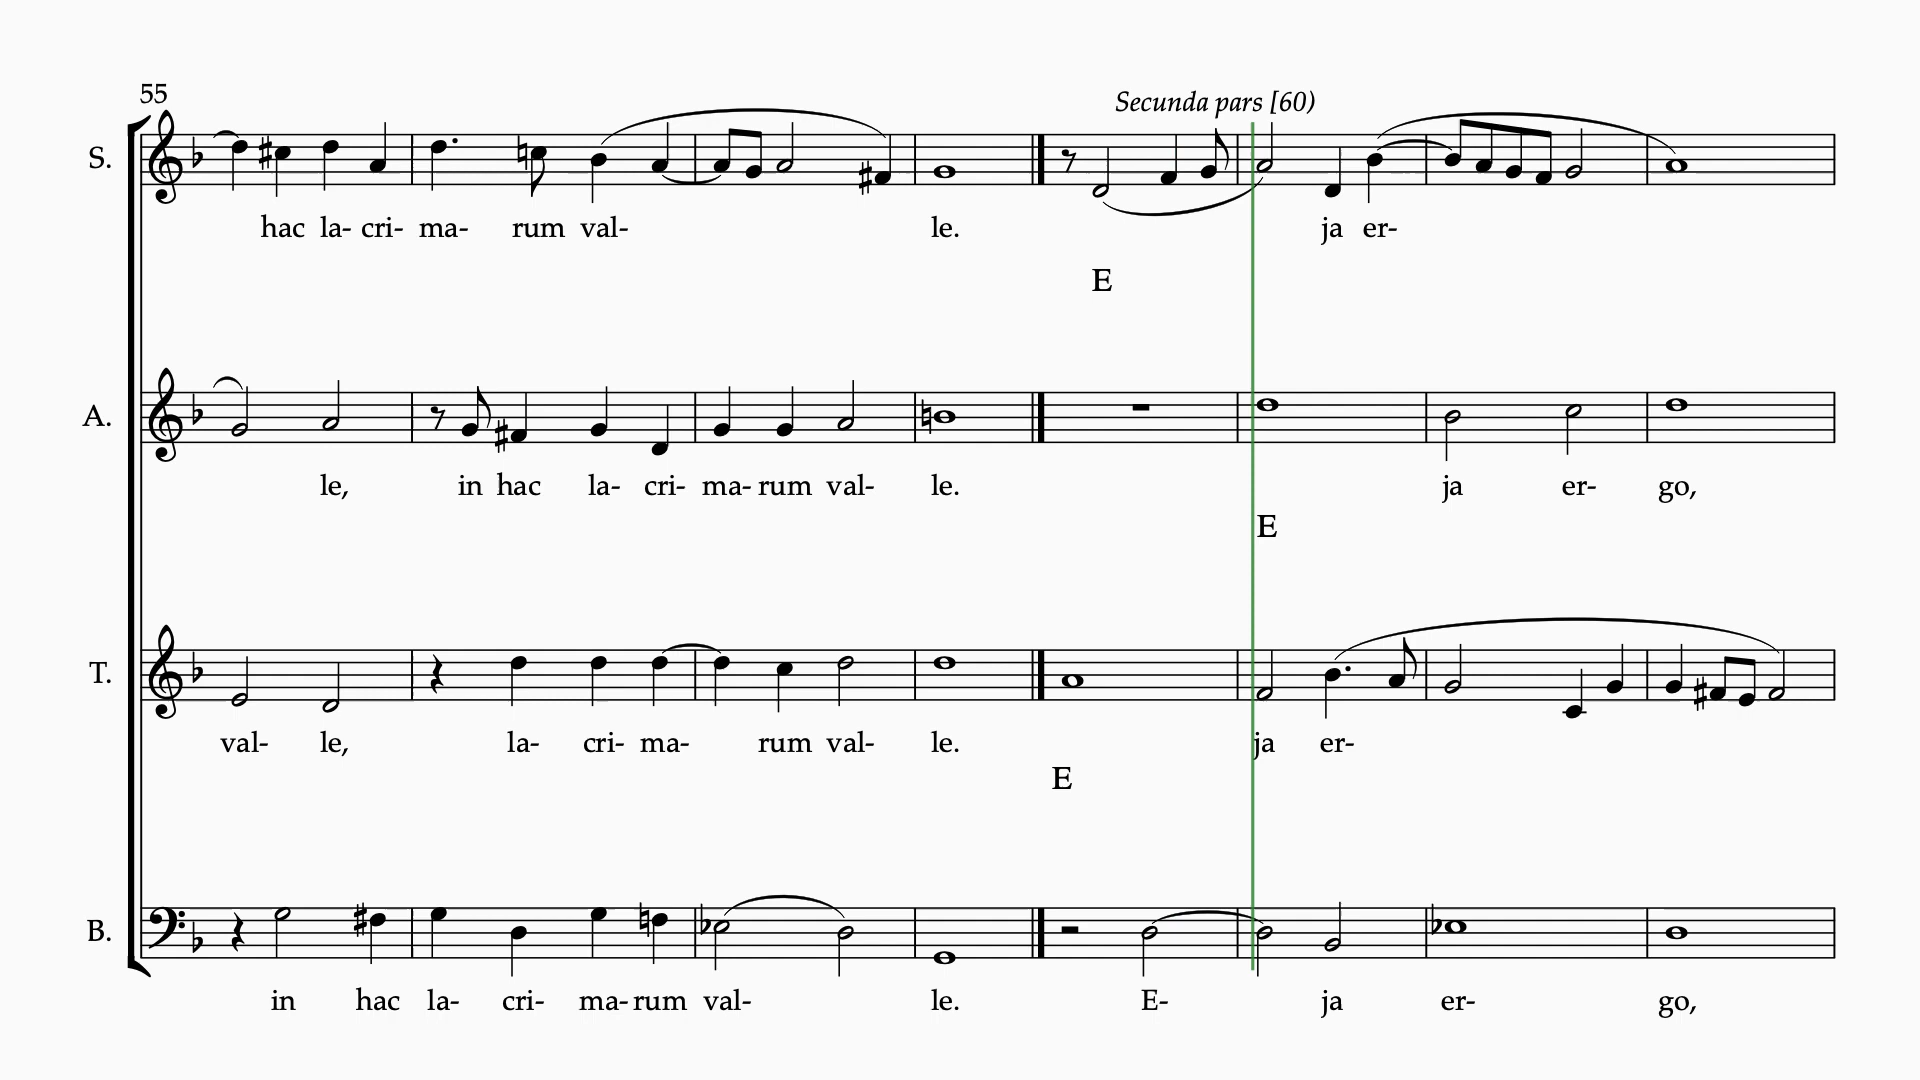 55
Secunda pars [60)
S.
hac la- cri- ma- rum val- le. ja er-
E
A.
le, in hac la- cri- ma- rum val- le. ja er- go,
E
T.
val- le, la- cri- ma- rum val- le. ja er-
E
B.
in hac la- cri- ma- rum val- le. E- ja er- go,